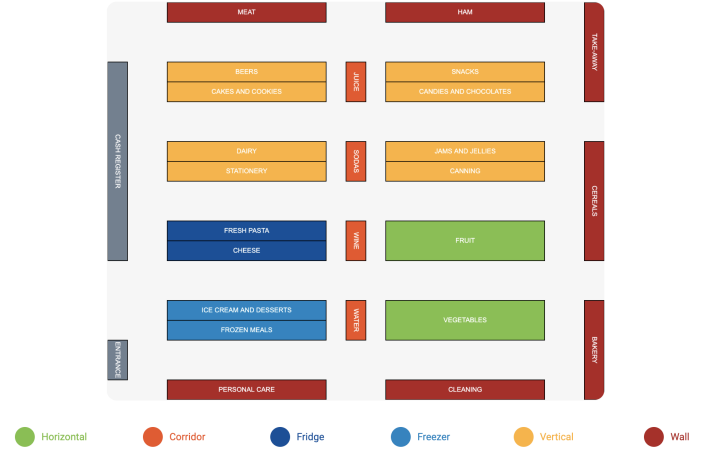 MEAT
HAM
TAKE-AWAY
BEERS
CAKES AND COOKIES
JUICE
SNACKS
CANDIES AND CHOCOLATES
CASH REGISTER
DAIRY
STATIONERY
SODAS
JAMS AND JELLIES
CANNING
CEREALS
FRESH PASTA
CHEESE
WINE
FRUIT
ICE CREAM AND DESSERTS
FROZEN MEALS
WATER
VEGETABLES
BAKERY
ENTRANCE
PERSONAL CARE
CLEANING
Horizontal
Corridor
Fridge
Freezer
Vertical
Wall